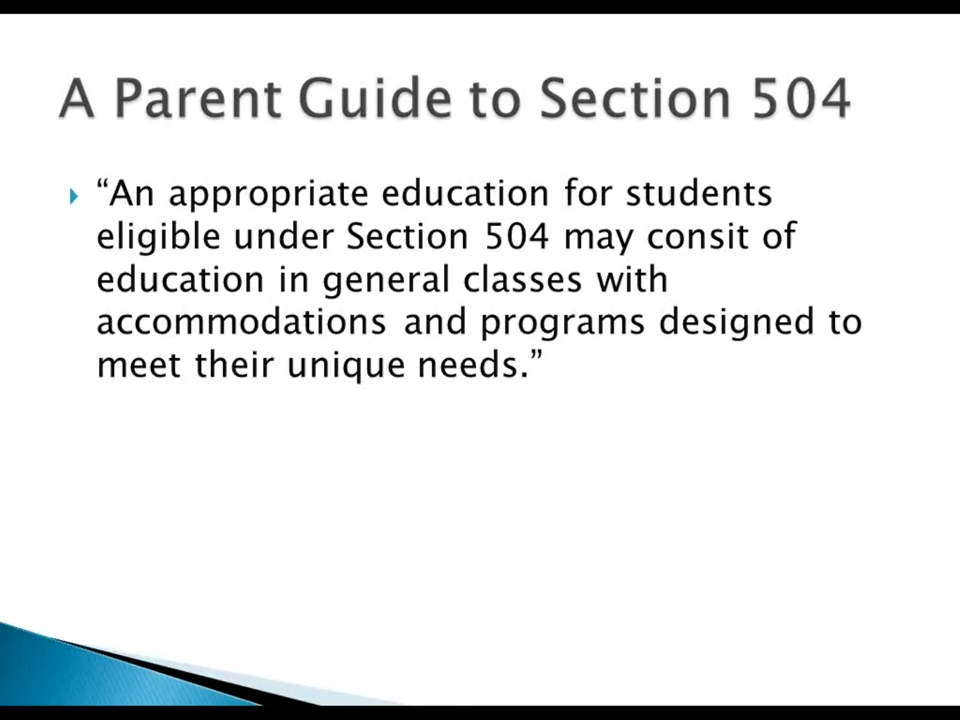 A Parent Guide to Section 504
“An appropriate education for students
eligible under Section 504 may consit of
education in general classes with
accommodations and programs designed to
meet their unique needs.”